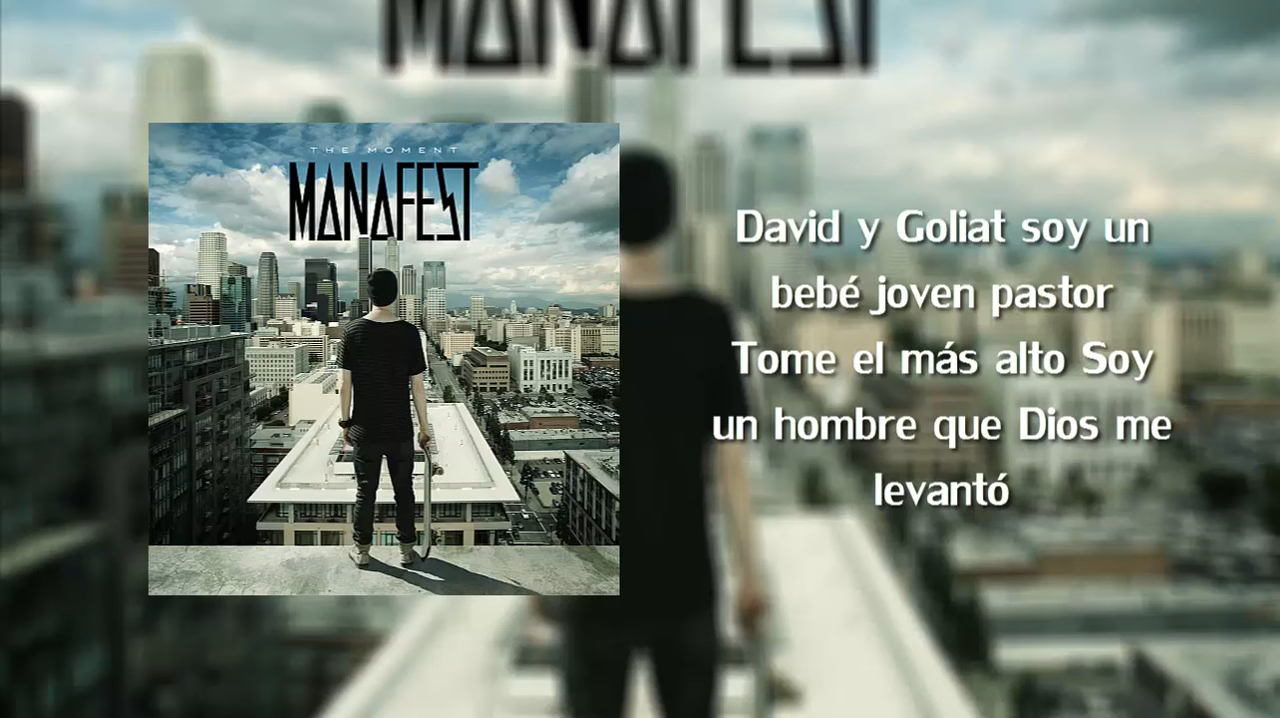 MANAFEST
THE MOMENT
MANAFEST
David y Goliat soy un
bebé joven pastor
Tome el más alto Soy
un hombre que Dios me
levantó